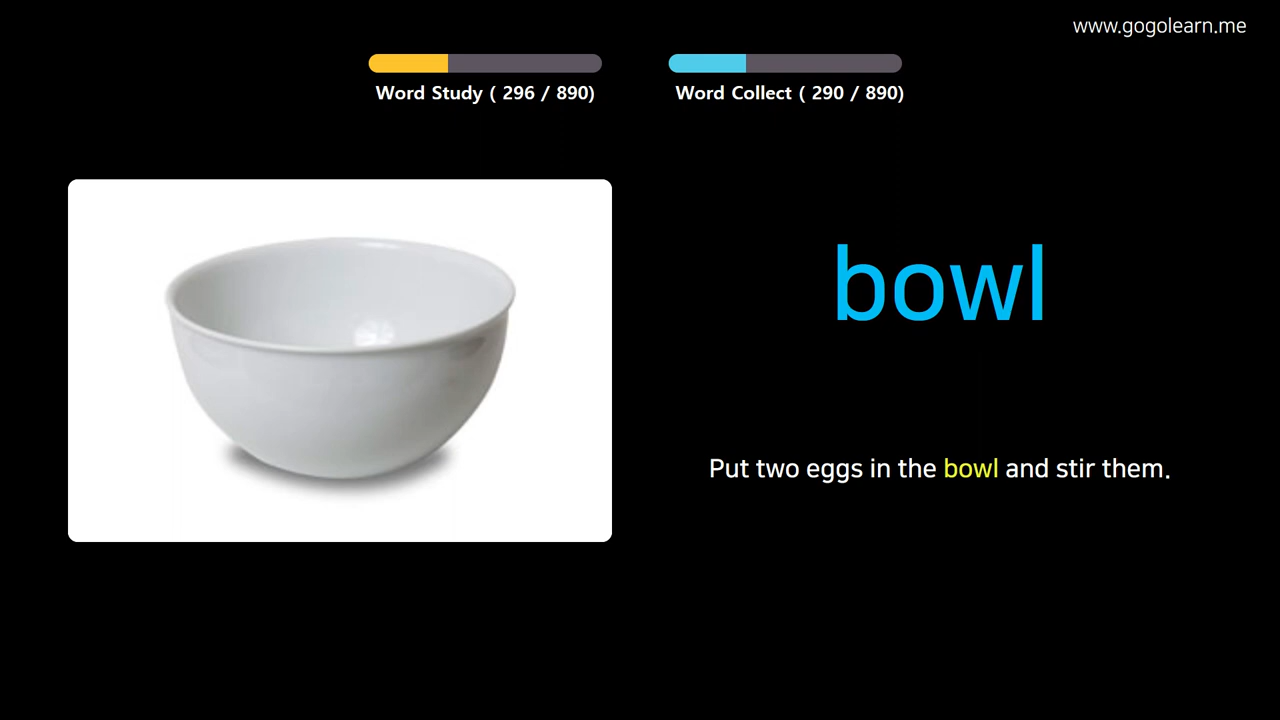 www.gogolearn.me
Word Study ( 296 / 890)
Word Collect ( 290 / 890)
bowl
Put two eggs in the bowl and stir them.